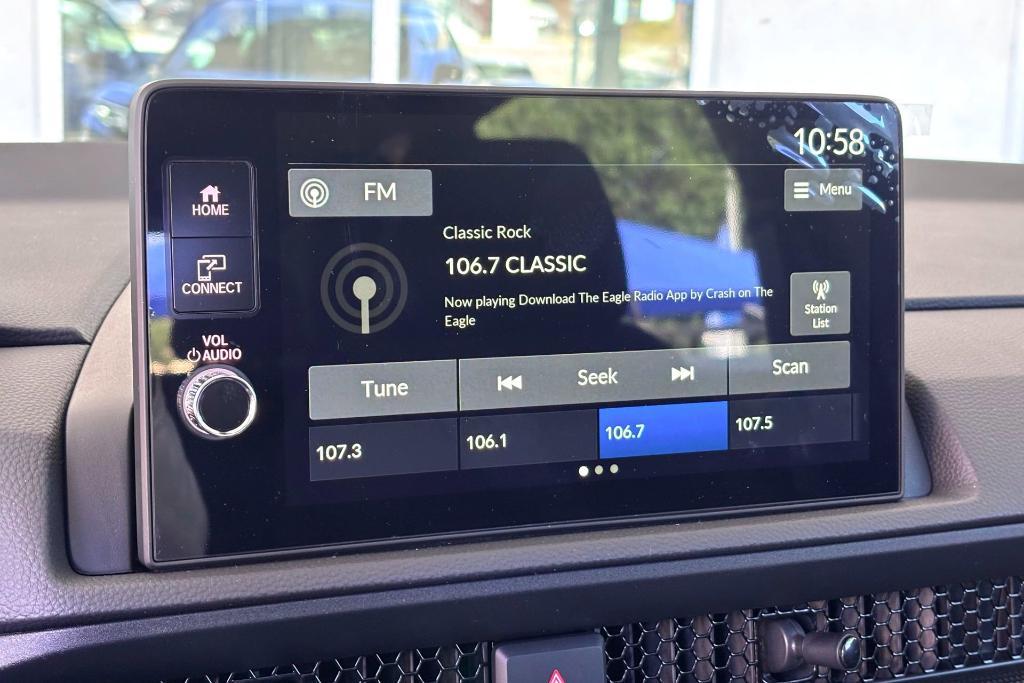 10:58
HOME
FM
Menu
Classic Rock
106.7 CLASSIC
CONNECT
Now playing Download The Eagle Radio App by Crash on The
Eagle
Station
List
VOL
AUDIO
Tune
Seek
Scan
107.3
106.1
106.7
107.5